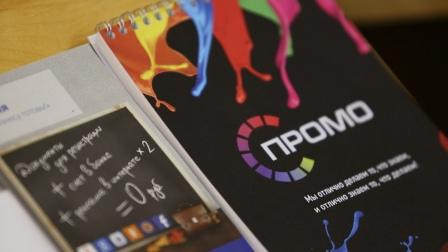 ПРОМО
Мы отлично делаем то, что знаем
и отлично знаем то, что делаем!
Документы
для регистрации
+ счет в банке
+ реклама в интернете x 2
= 0 руб